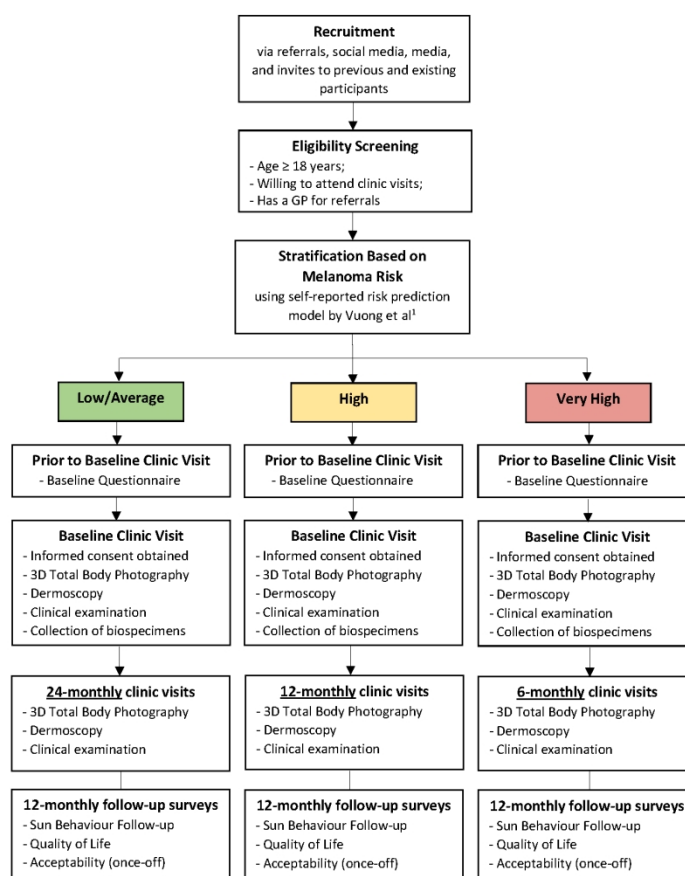 Recruitment
via referrals, social media, media,
and invites to previous and existing
participants
Eligibility Screening
- Age ≥ 18 years;
- Willing to attend clinic visits;
- Has a GP for referrals
Stratification Based on
Melanoma Risk
using self-reported risk prediction
model by Vuong et al¹
Low/Average
High
Very High
Prior to Baseline Clinic Visit
- Baseline Questionnaire
Prior to Baseline Clinic Visit
- Baseline Questionnaire
Prior to Baseline Clinic Visit
- Baseline Questionnaire
Baseline Clinic Visit
- Informed consent obtained
- 3D Total Body Photography
- Dermoscopy
- Clinical examination
- Collection of biospecimens
Baseline Clinic Visit
- Informed consent obtained
- 3D Total Body Photography
- Dermoscopy
- Clinical examination
- Collection of biospecimens
Baseline Clinic Visit
- Informed consent obtained
- 3D Total Body Photography
- Dermoscopy
- Clinical examination
- Collection of biospecimens
24-monthly clinic visits
- 3D Total Body Photography
- Dermoscopy
- Clinical examination
12-monthly clinic visits
- 3D Total Body Photography
- Dermoscopy
- Clinical examination
6-monthly clinic visits
- 3D Total Body Photography
- Dermoscopy
- Clinical examination
12-monthly follow-up surveys
- Sun Behaviour Follow-up
- Quality of Life
- Acceptability (once-off)
12-monthly follow-up surveys
- Sun Behaviour Follow-up
- Quality of Life
- Acceptability (once-off)
12-monthly follow-up surveys
- Sun Behaviour Follow-up
- Quality of Life
- Acceptability (once-off)